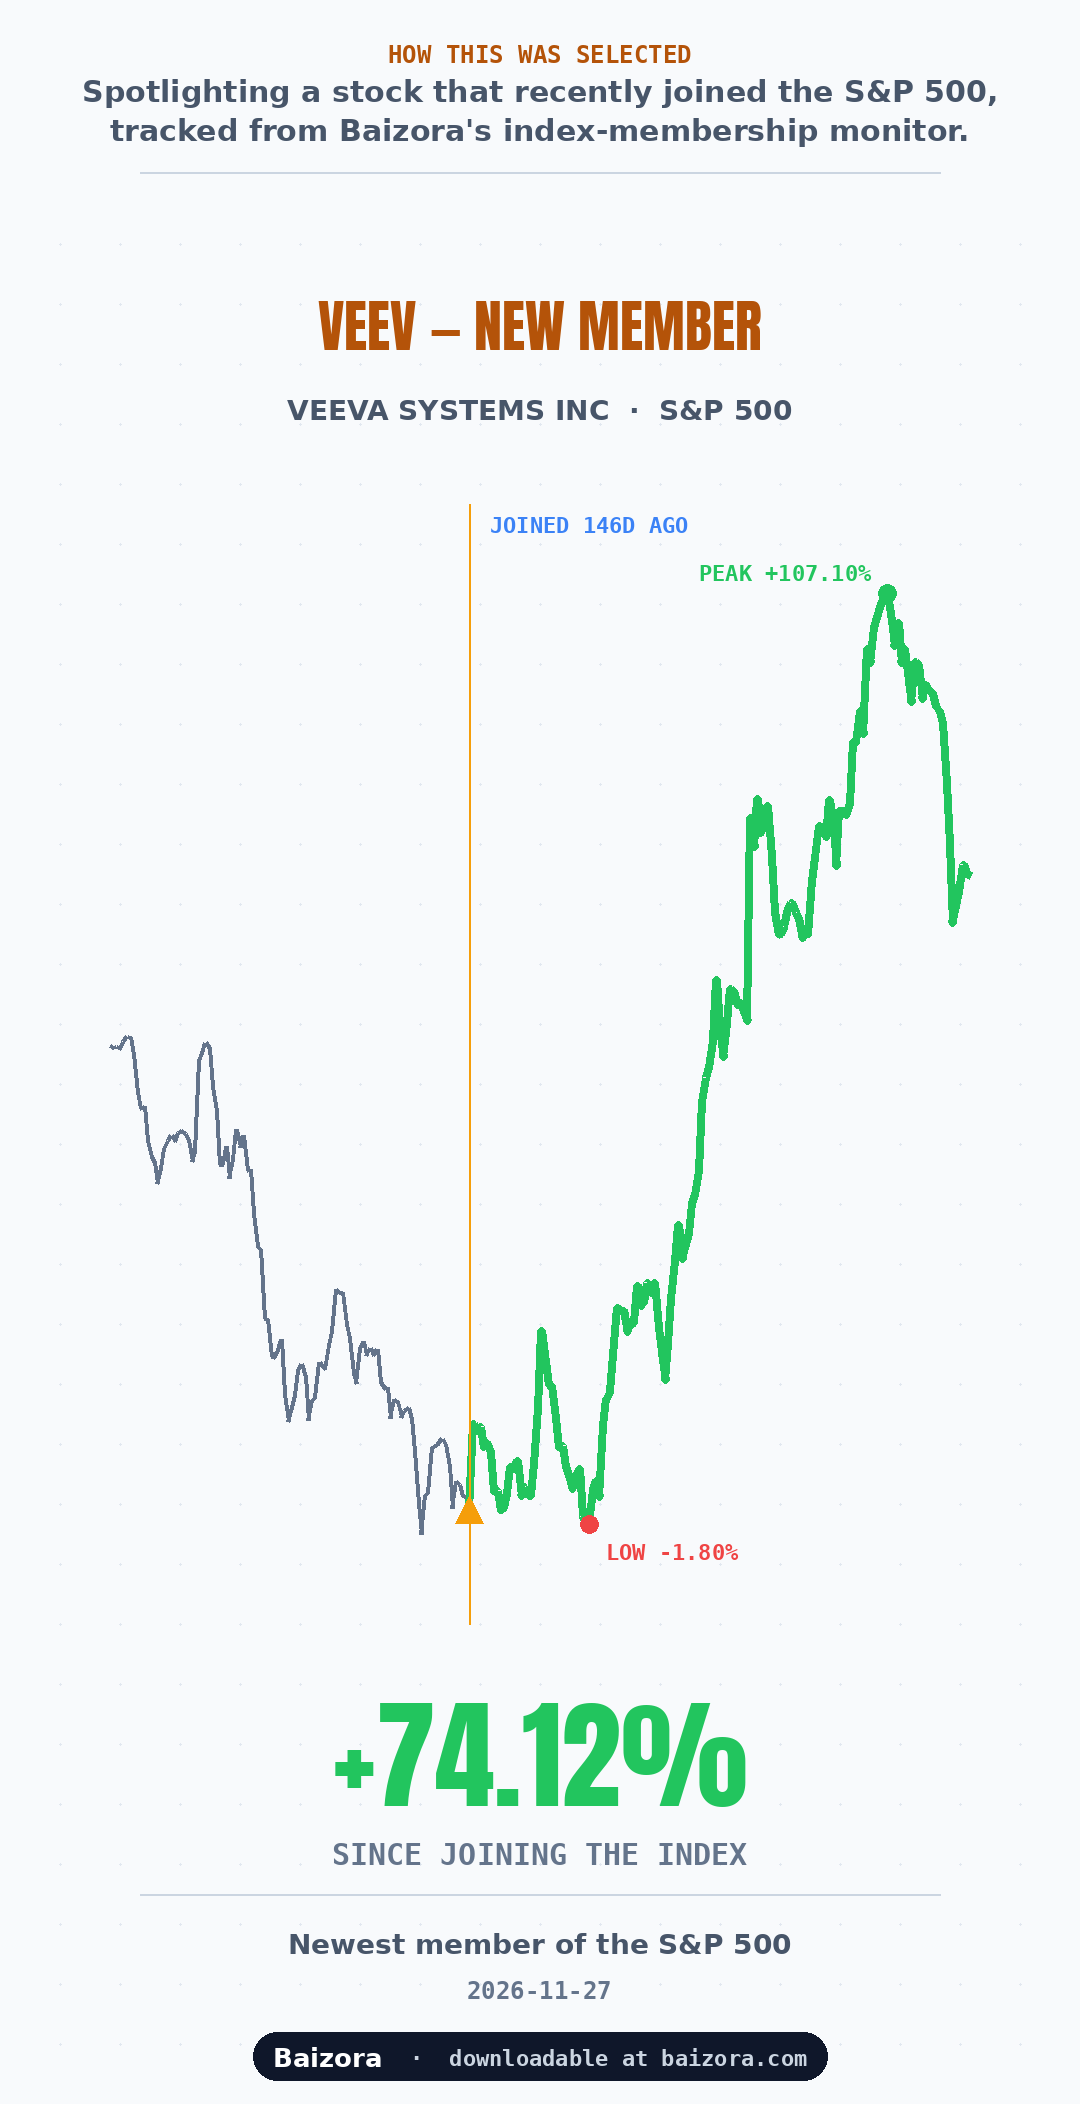 HOW THIS WAS SELECTED
Spotlighting a stock that recently joined the S&P 500,
tracked from Baizora's index-membership monitor.
VEEV – NEW MEMBER
VEEVA SYSTEMS INC · S&P 500
JOINED 146D AGO
PEAK +107.10%
LOW -1.80%
+74.12%
SINCE JOINING THE INDEX
Newest member of the S&P 500
2026-11-27
Baizora · downloadable at baizora.com